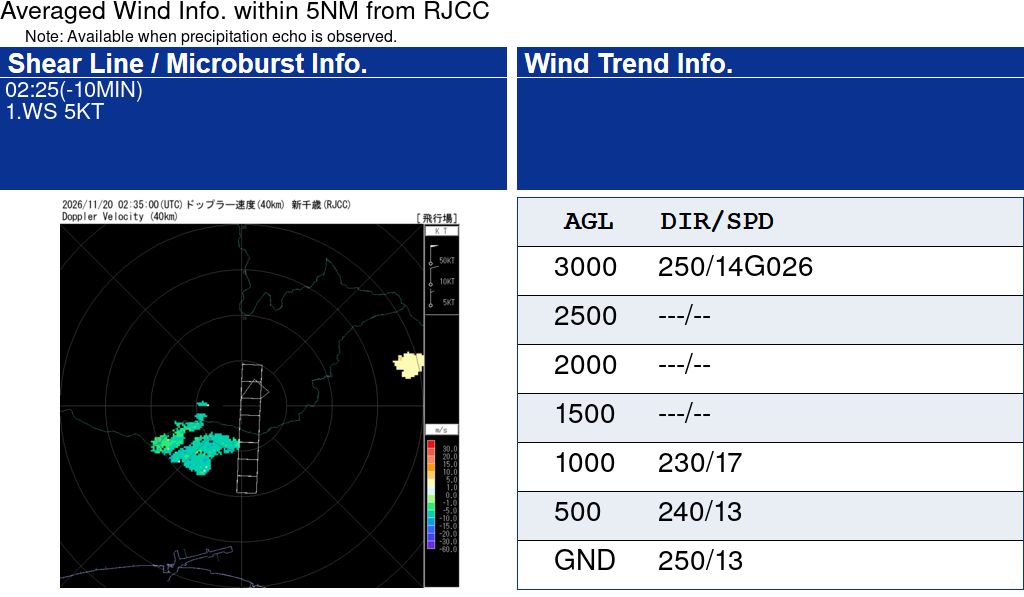 Averaged Wind Info. within 5NM from RJCC
Note: Available when precipitation echo is observed.
Shear Line / Microburst Info.
02:25(-10MIN)
1.WS 5KT
Wind Trend Info.
2026/11/20 02:35:00(UTC) ドップラー速度(40km) 新千歳(RJCC)
Doppler Velocity (40km)
[飛行場]
K T
50KT
10KT
5KT
m/s
30.0
20.0
15.0
10.0
5.0
1.0
0.0
-1.0
-5.0
-10.0
-15.0
-20.0
-30.0
-60.0
AGL DIR/SPD
3000 250/14G026
2500 ---/--
2000 ---/--
1500 ---/--
1000 230/17
500 240/13
GND 250/13